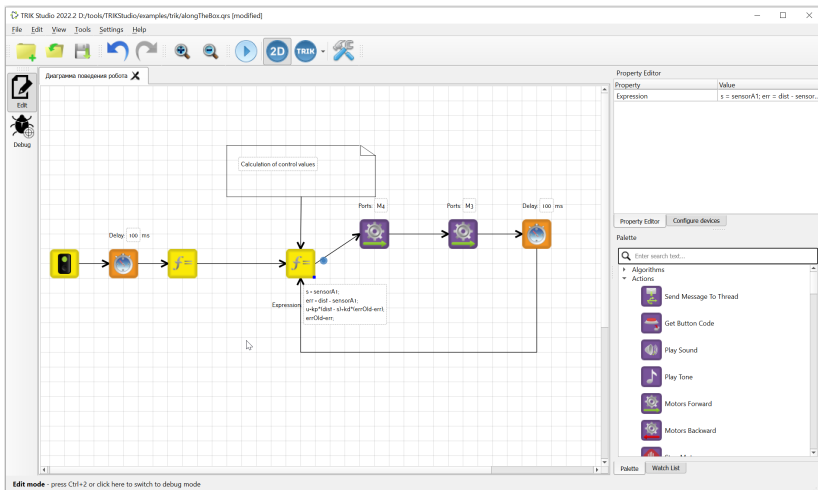 TRIK Studio 2022.2 D:/tools/TRIKStudio/examples/trik/alongTheBox.qrs [modified]
File Edit View Tools Settings Help
2D TRIK
Диаграмма поведения робота
Edit
Debug
Calculation of control values
Ports: M4
Ports: M3
Delay: 100 ms
Delay: 100 ms
f=
f=
Expression:
s = sensorA1;
err = dist - sensorA1;
u=kp*(dist - s)+kd*(errOld-err);
errOld=err;
Property Editor
Property Value
Expression s = sensorA1; err = dist - sensor...
Property Editor Configure devices
Palette
Enter search text...
Algorithms
Actions
Send Message To Thread
Get Button Code
Play Sound
Play Tone
Motors Forward
Motors Backward
Palette Watch List
Edit mode - press Ctrl+2 or click here to switch to debug mode